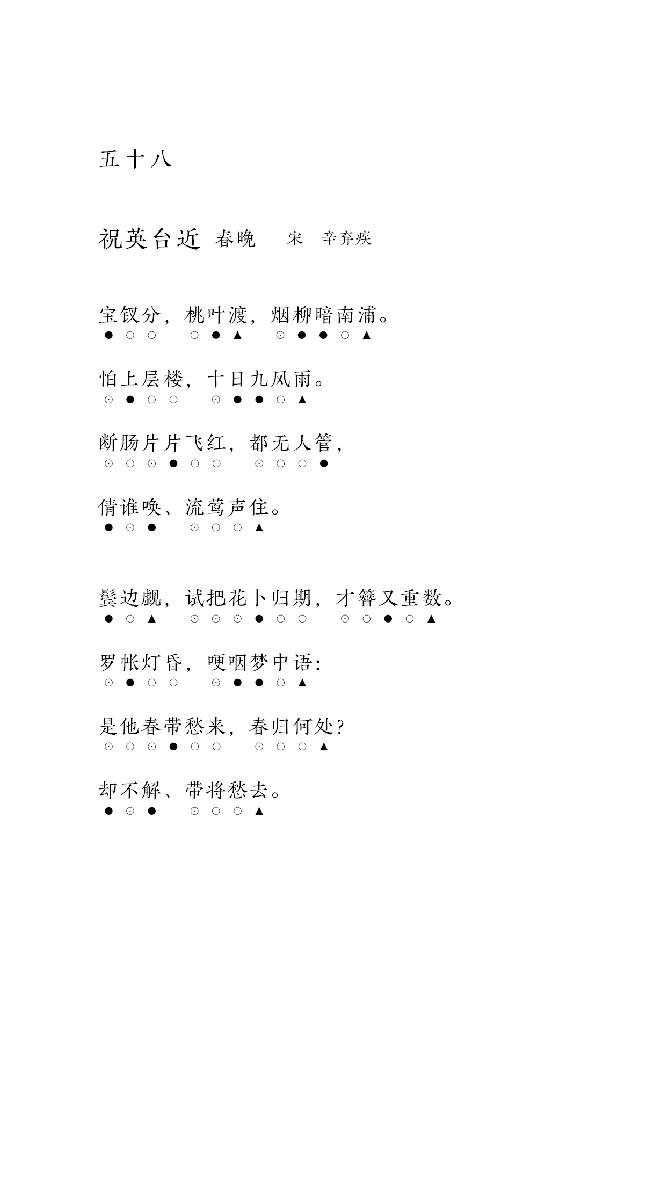 五十八
祝英台近 春晚 宋 辛弃疾
宝钗分，桃叶渡，烟柳暗南浦。
● ○ ○ ○ ● ▲ ⊙ ● ● ○ ▲
怕上层楼，十日九风雨。
⊙ ● ○ ○ ⊙ ● ● ○ ▲
断肠片片飞红，都无人管，
⊙ ○ ⊙ ● ○ ○ ⊙ ○ ○ ●
倩谁唤、流莺声住。
● ⊙ ● ⊙ ○ ○ ▲
鬓边觑，试把花卜归期，才簪又重数。
● ○ ▲ ⊙ ⊙ ⊙ ● ○ ○ ⊙ ○ ● ○ ▲
罗帐灯昏，哽咽梦中语：
⊙ ● ○ ○ ⊙ ● ● ○ ▲
是他春带愁来，春归何处？
⊙ ○ ⊙ ● ○ ○ ⊙ ○ ○ ▲
却不解、带将愁去。
● ⊙ ● ⊙ ○ ○ ▲